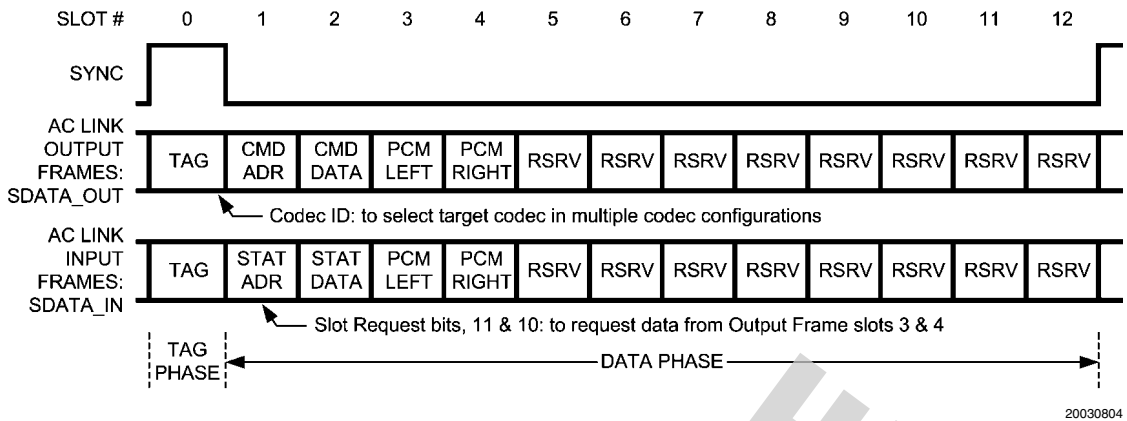 SLOT # 0 1 2 3 4 5 6 7 8 9 10 11 12
SYNC
AC LINK
OUTPUT
FRAMES:
SDATA_OUT
TAG
CMD
ADR
CMD
DATA
PCM
LEFT
PCM
RIGHT
RSRV RSRV RSRV RSRV RSRV RSRV RSRV RSRV
Codec ID: to select target codec in multiple codec configurations
AC LINK
INPUT
FRAMES:
SDATA_IN
TAG
STAT
ADR
STAT
DATA
PCM
LEFT
PCM
RIGHT
RSRV RSRV RSRV RSRV RSRV RSRV RSRV RSRV
Slot Request bits, 11 & 10: to request data from Output Frame slots 3 & 4
TAG
PHASE
DATA PHASE
20030804